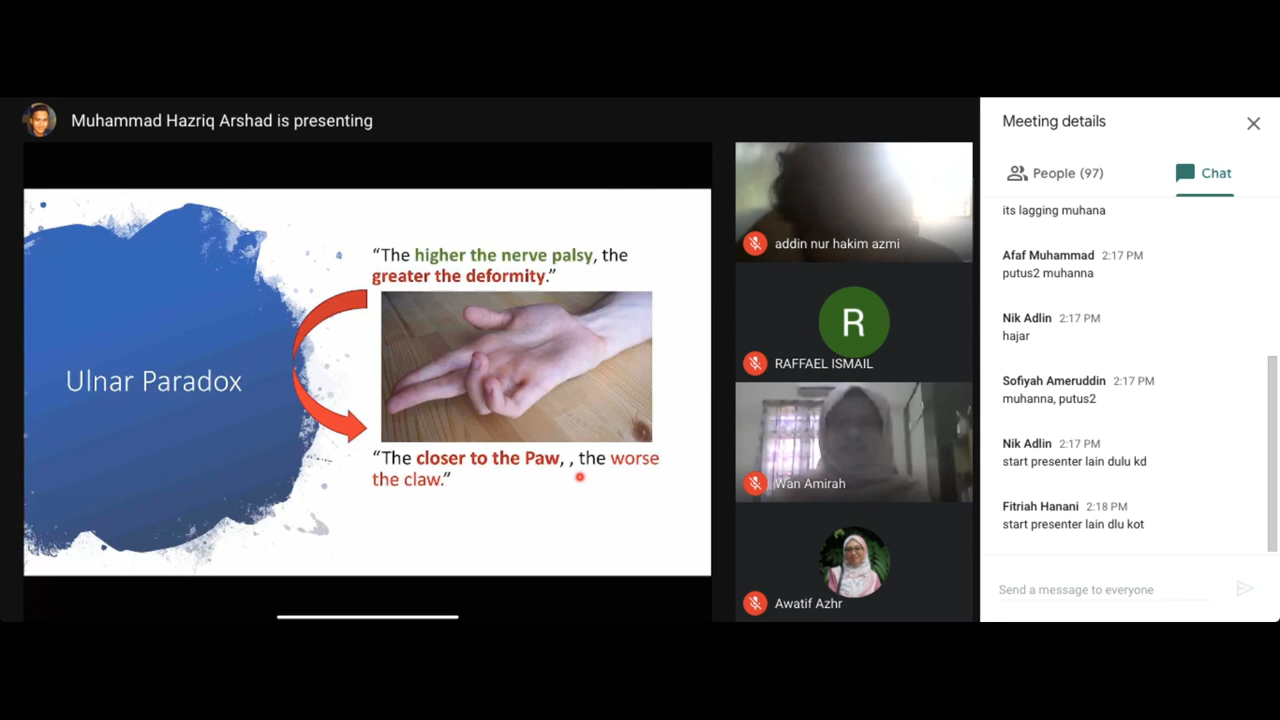 Muhammad Hazriq Arshad is presenting
Ulnar Paradox
“The higher the nerve palsy, the
greater the deformity.”
“The closer to the Paw, , the worse
the claw.”
addin nur hakim azmi
R
RAFFAEL ISMAIL
Wan Amirah
Awatif Azhr
Meeting details
People (97)
Chat
its lagging muhana
Afaf Muhammad 2:17 PM
putus2 muhanna
Nik Adlin 2:17 PM
hajar
Sofiyah Ameruddin 2:17 PM
muhanna, putus2
Nik Adlin 2:17 PM
start presenter lain dulu kd
Fitriah Hanani 2:18 PM
start presenter lain dlu kot
Send a message to everyone